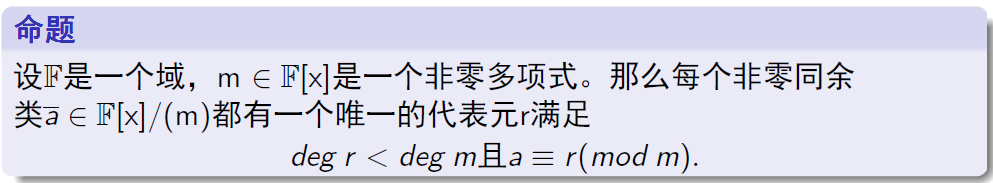 命题
设𝔽是一个域，m ∈ 𝔽[x]是一个非零多项式。那么每个非零同余
类a̅ ∈ 𝔽[x]/(m)都有一个唯一的代表元r满足
deg r < deg m且a ≡ r(mod m).